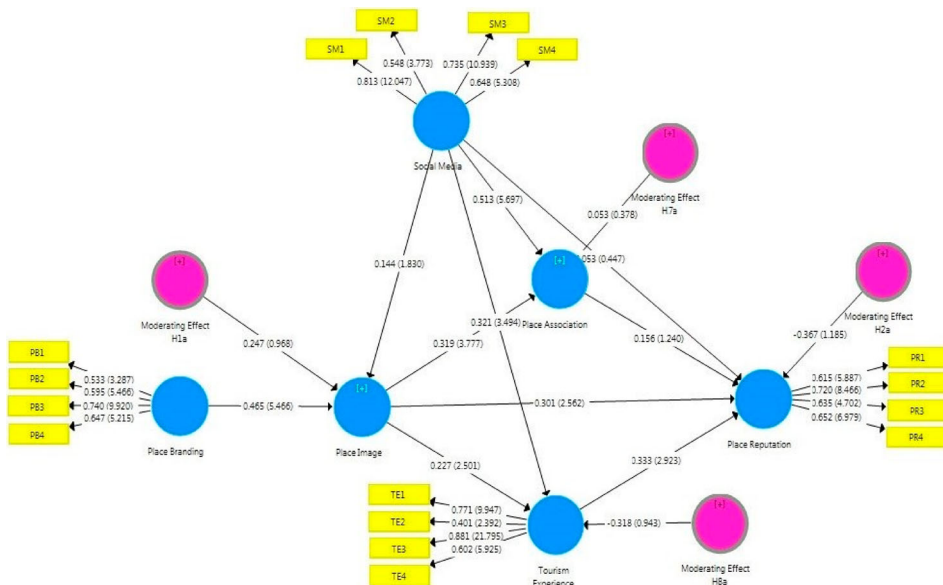 SM2
SM3
SM1
SM4
0.548 (3.773)
0.735 (10.939)
0.813 (12.047)
0.648 (5.308)
Social Media
[+]
Moderating Effect
H7a
0.513 (5.697)
0.053 (0.378)
[+]
Moderating Effect
H1a
0.144 (1.830)
[+]
Place Association
0.053 (0.447)
[+]
Moderating Effect
H2a
0.247 (0.968)
0.321 (3.494)
0.319 (3.777)
0.156 (1.240)
-0.367 (1.185)
PB1
PB2
PB3
PB4
0.533 (3.287)
0.595 (5.466)
0.740 (9.920)
0.647 (5.215)
Place Branding
0.465 (5.466)
[+]
Place Image
0.301 (2.562)
Place Reputation
0.615 (5.887)
0.720 (8.466)
0.635 (4.702)
0.652 (6.979)
PR1
PR2
PR3
PR4
0.227 (2.501)
0.333 (2.923)
TE1
TE2
TE3
TE4
0.771 (9.947)
0.401 (2.392)
0.881 (21.795)
0.602 (5.925)
Tourism
Experience
-0.318 (0.943)
[+]
Moderating Effect
H8a